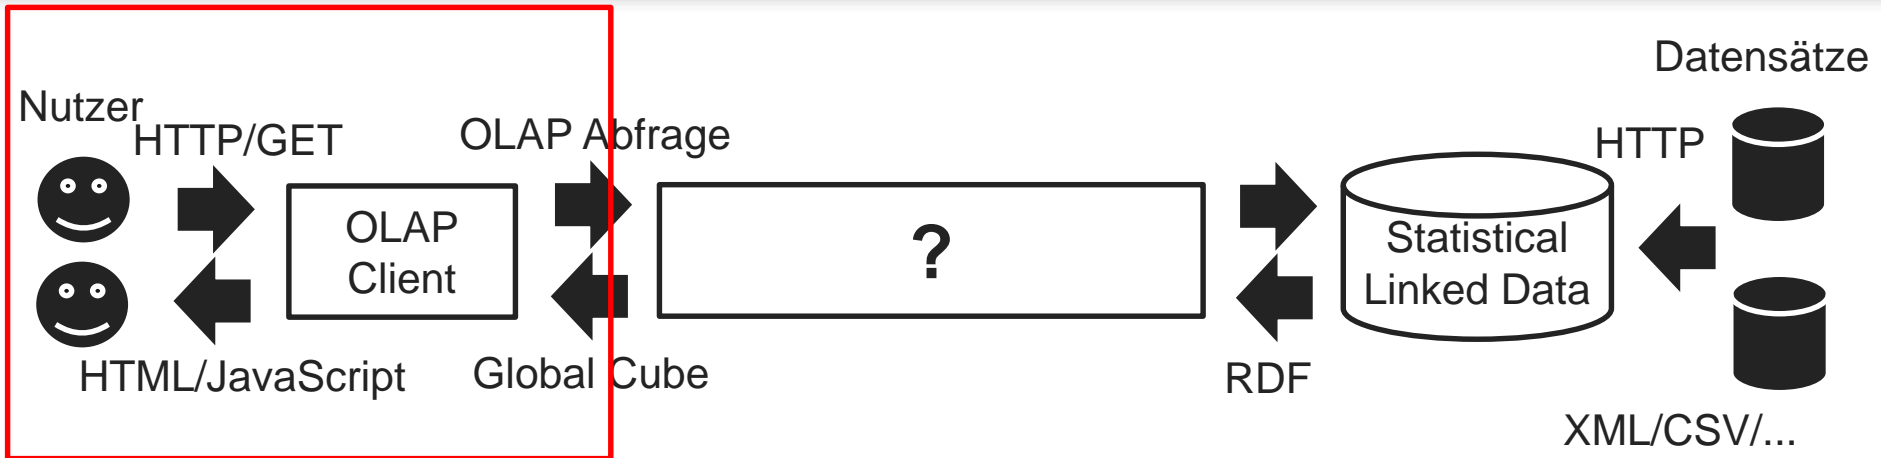 Datensätze
Nutzer
HTTP/GET
OLAP Abfrage
HTTP
OLAP
Client
?
Statistical
Linked Data
HTML/JavaScript
Global Cube
RDF
XML/CSV/...